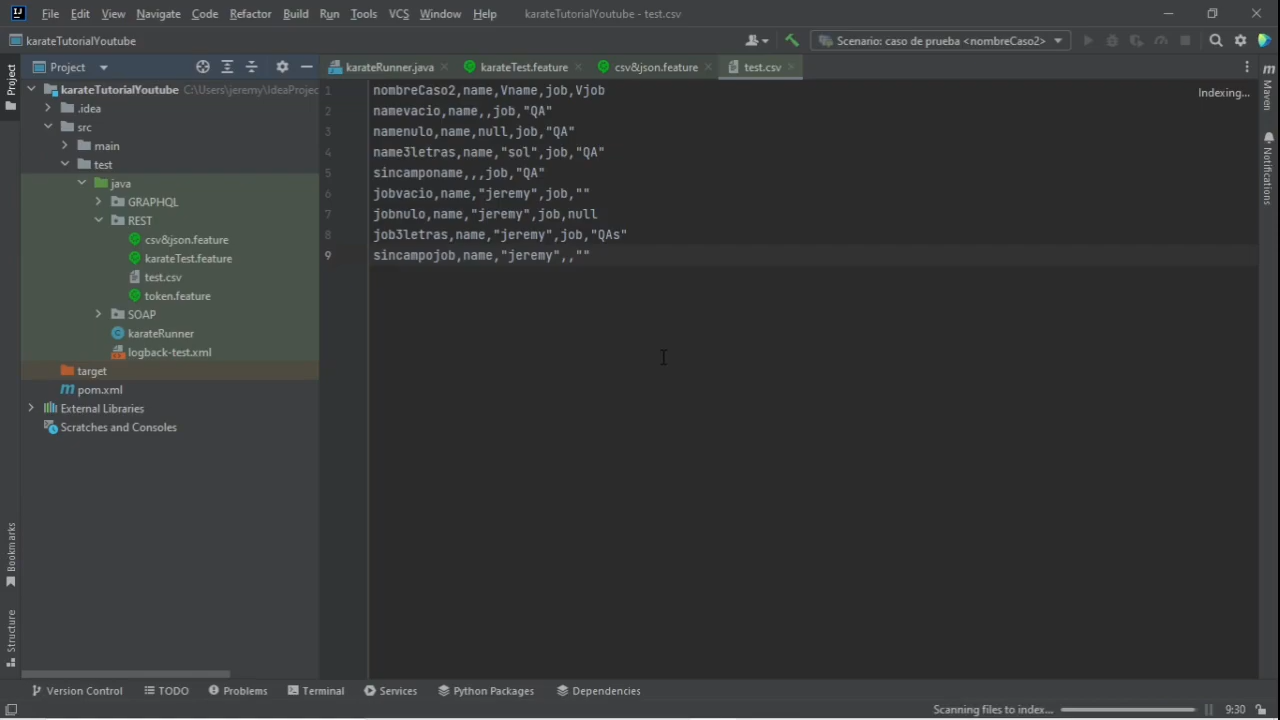 File Edit View Navigate Code Refactor Build Run Tools VCS Window Help karateTutorialYoutube - test.csv
karateTutorialYoutube
Scenario: caso de prueba <nombreCaso2>
Project
Project
karateRunner.java
karateTest.feature
csv&json.feature
test.csv
Maven
Notifications
karateTutorialYoutube C:\Users\jeremy\IdeaProjec
.idea
src
main
test
java
GRAPHQL
REST
csv&json.feature
karateTest.feature
test.csv
token.feature
SOAP
karateRunner
logback-test.xml
target
pom.xml
External Libraries
Scratches and Consoles
Indexing...
1 nombreCaso2,name,Vname,job,Vjob
2 namevacio,name,,job,"QA"
3 namenulo,name,null,job,"QA"
4 name3letras,name,"sol",job,"QA"
5 sincamponame,,,job,"QA"
6 jobvacio,name,"jeremy",job,""
7 jobnulo,name,"jeremy",job,null
8 job3letras,name,"jeremy",job,"QAs"
9 sincampojob,name,"jeremy",,""
Bookmarks
Structure
Version Control TODO Problems Terminal Services Python Packages Dependencies
Scanning files to index... 9:30